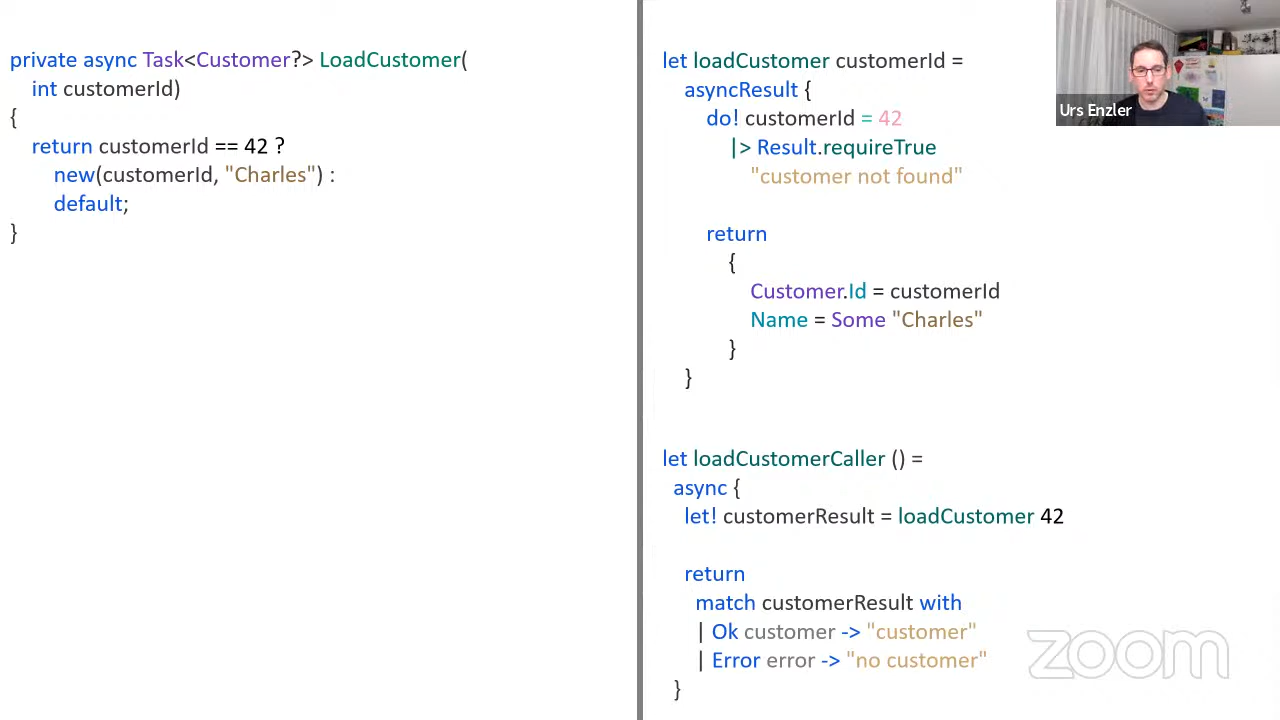 private async Task<Customer?> LoadCustomer(
int customerId)
{
return customerId == 42 ?
new(customerId, "Charles") :
default;
}
let loadCustomer customerId =
asyncResult {
do! customerId = 42
|> Result.requireTrue
"customer not found"
return
{
Customer.Id = customerId
Name = Some "Charles"
}
}
let loadCustomerCaller () =
async {
let! customerResult = loadCustomer 42
return
match customerResult with
| Ok customer -> "customer"
| Error error -> "no customer"
}
Urs Enzler
zoom